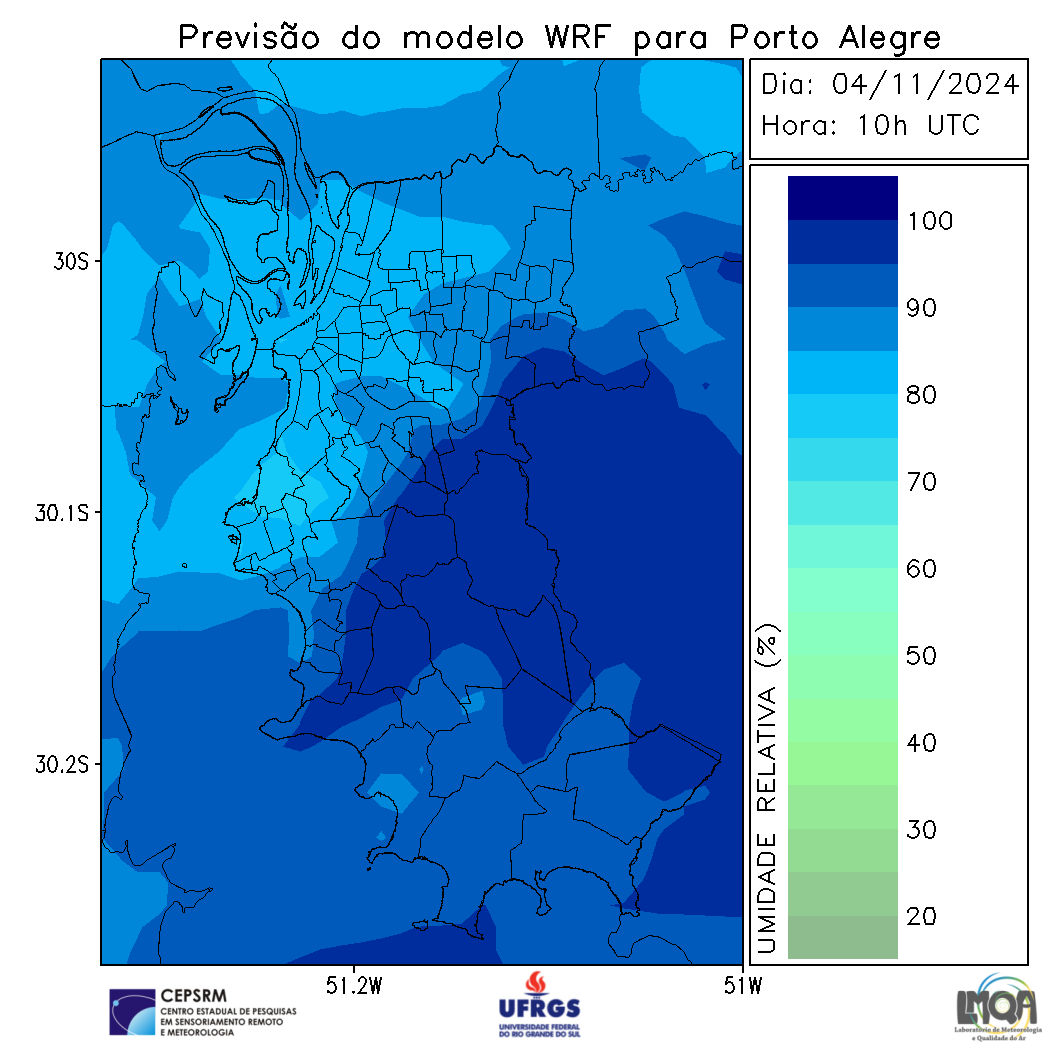 Previsão do modelo WRF para Porto Alegre
Dia: 04/11/2024
Hora: 10h UTC
30S
30.1S
30.2S
51.2W
51W
100
90
80
70
60
50
40
30
20
UMIDADE RELATIVA (%)
CEPSRM
CENTRO ESTADUAL DE PESQUISAS
EM SENSORIAMENTO REMOTO
E METEOROLOGIA
UFRGS
UNIVERSIDADE FEDERAL
DO RIO GRANDE DO SUL
LMQA
Laboratório de Meteorologia
e Qualidade do Ar